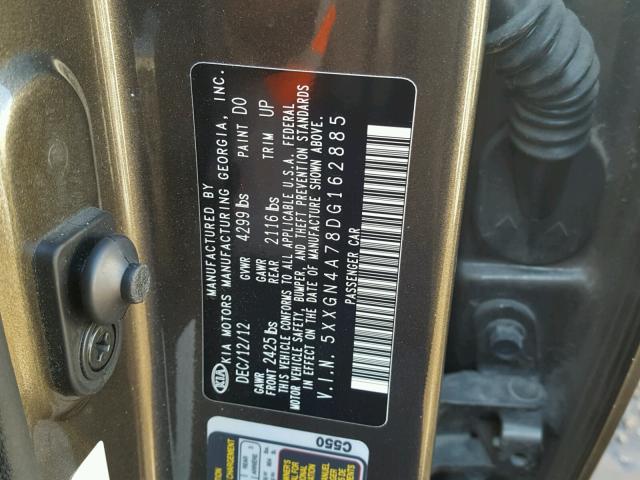 KIA
MANUFACTURED BY
KIA MOTORS MANUFACTURING GEORGIA, INC.
DEC/12/12 GVWR 4299 lbs PAINT D0
GAWR FRONT 2425 lbs GAWR REAR 2116 lbs TRIM UP
THIS VEHICLE CONFORMS TO ALL APPLICABLE U.S.A. FEDERAL
MOTOR VEHICLE SAFETY, BUMPER, AND THEFT PREVENTION STANDARDS
IN EFFECT ON THE DATE OF MANUFACTURE SHOWN ABOVE.
V.I.N. 5XXGN4A78DG162885
PASSENGER CAR
C550